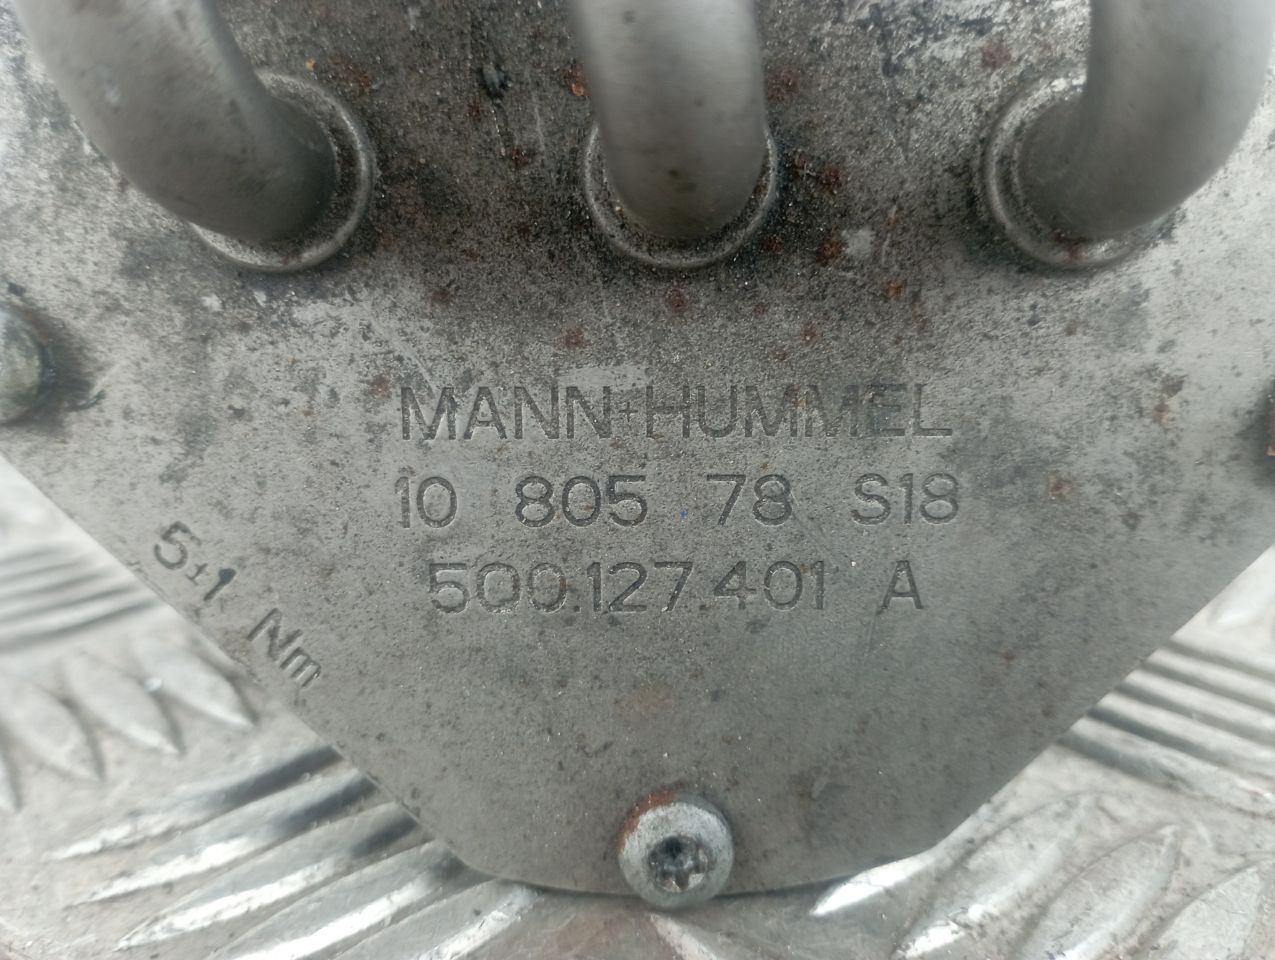 MANN+HUMMEL
10 805 78 S18
500.127.401 A
5±1 Nm